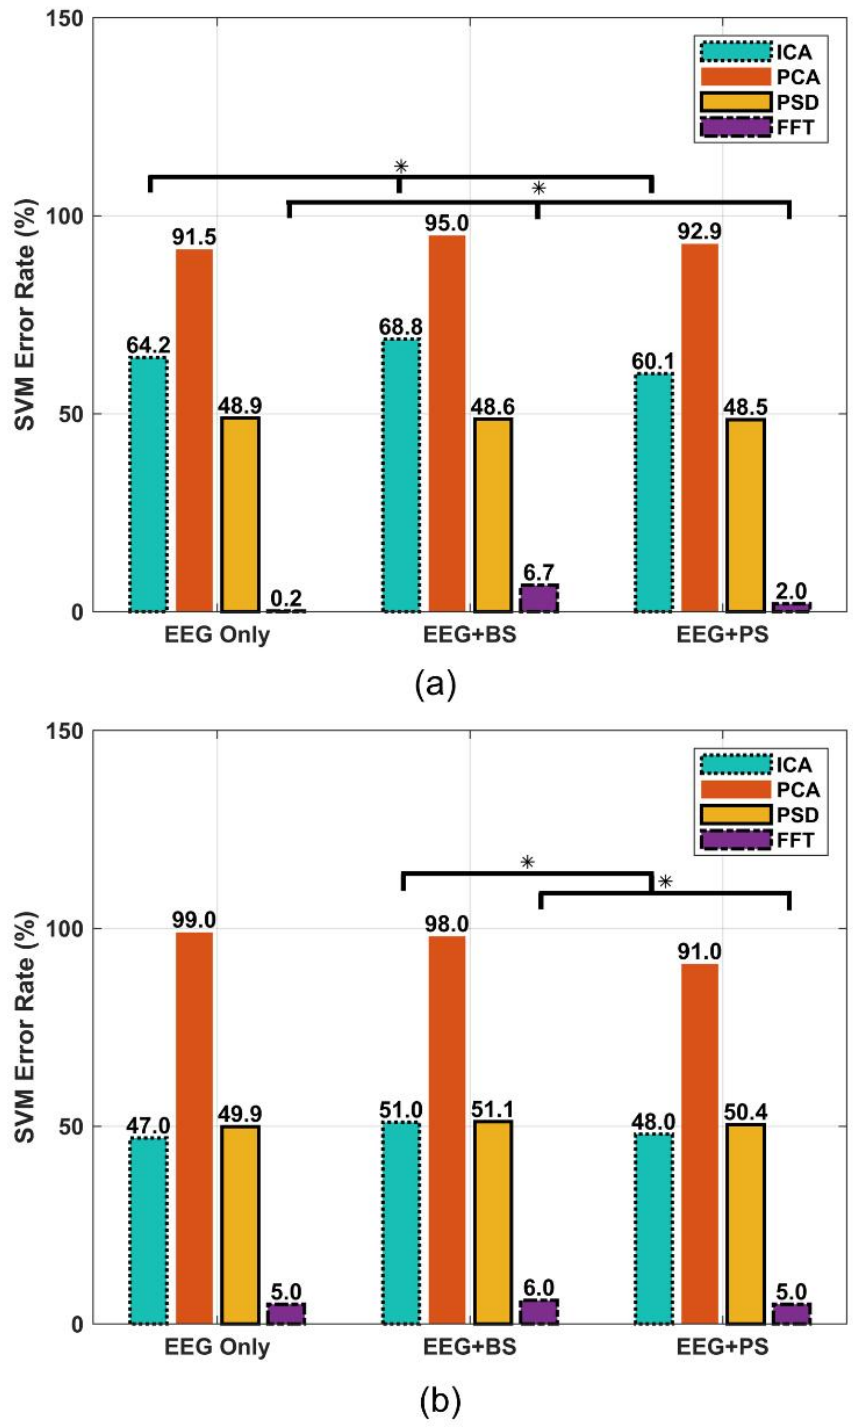 150
ICA
PCA
PSD
FFT
*
*
100
95.0
91.5
92.9
68.8
64.2
60.1
50
48.9
48.6
48.5
6.7
0.2
2.0
0
SVM Error Rate (%)
EEG Only
EEG+BS
EEG+PS
(a)
150
ICA
PCA
PSD
FFT
*
*
100
99.0
98.0
91.0
50
47.0
49.9
51.0
51.1
48.0
50.4
5.0
6.0
5.0
0
SVM Error Rate (%)
EEG Only
EEG+BS
EEG+PS
(b)